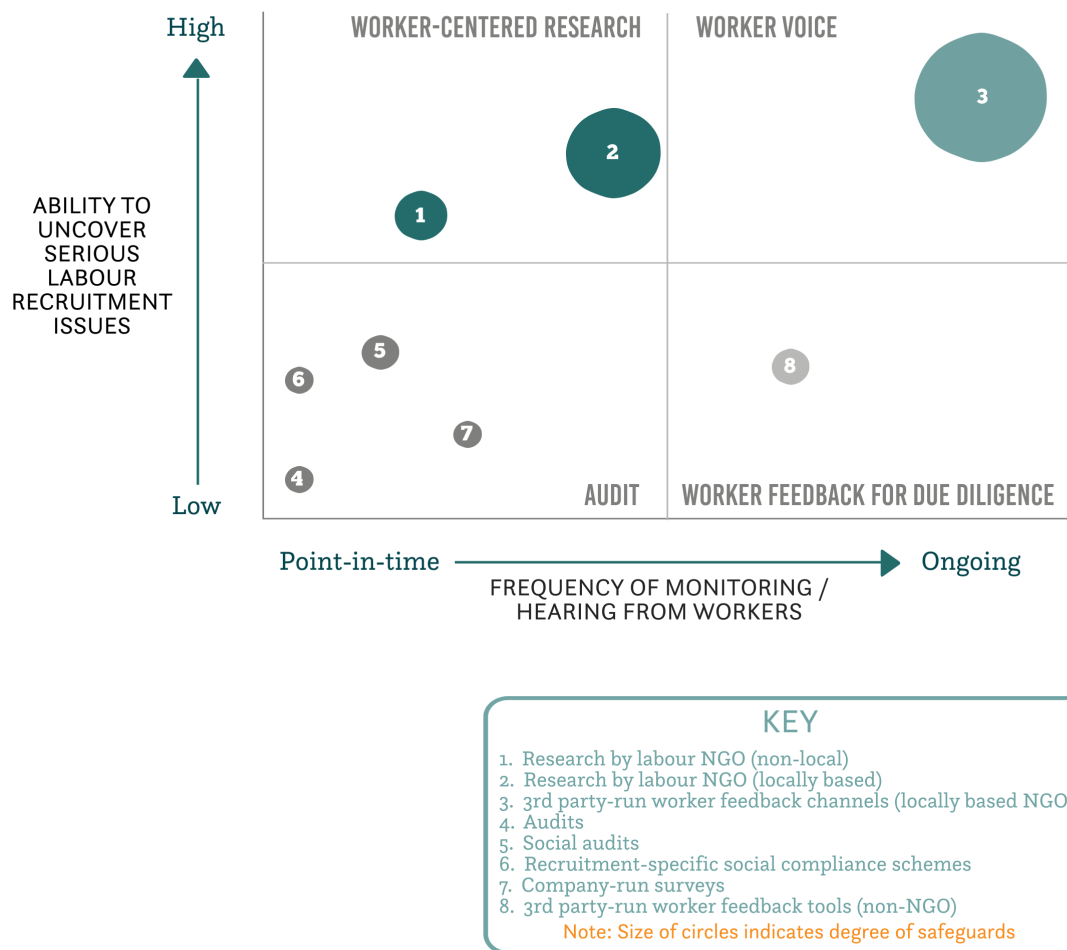 High
WORKER-CENTERED RESEARCH
WORKER VOICE
3
2
1
ABILITY TO
UNCOVER
SERIOUS
LABOUR
RECRUITMENT
ISSUES
5
6
8
7
4
Low
AUDIT
WORKER FEEDBACK FOR DUE DILIGENCE
Point-in-time
Ongoing
FREQUENCY OF MONITORING /
HEARING FROM WORKERS
KEY
1. Research by labour NGO (non-local)
2. Research by labour NGO (locally based)
3. 3rd party-run worker feedback channels (locally based NGO
4. Audits
5. Social audits
6. Recruitment-specific social compliance schemes
7. Company-run surveys
8. 3rd party-run worker feedback tools (non-NGO)
Note: Size of circles indicates degree of safeguards